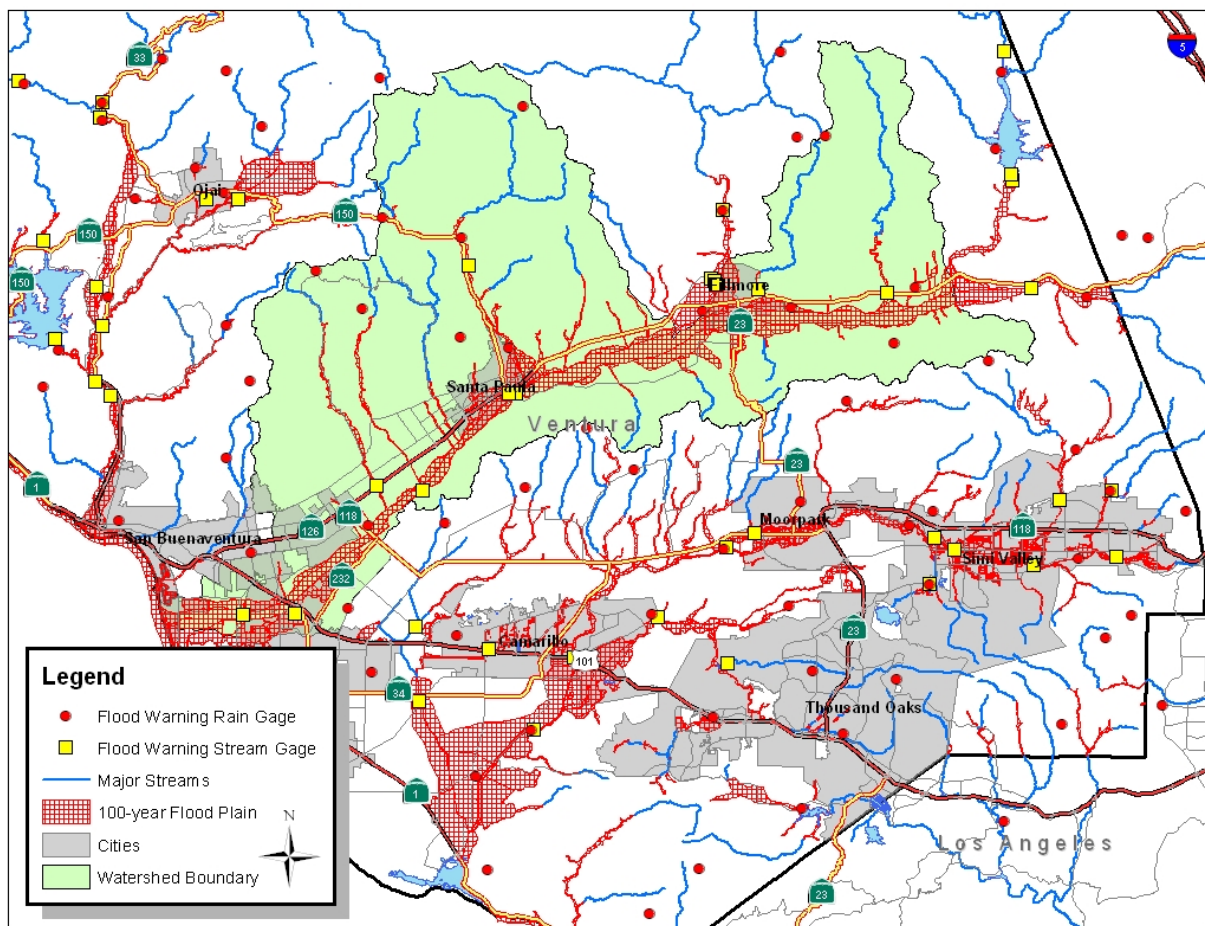 33
5
Ojai
150
150
150
Fillmore
23
Santa Paula
Ventura
23
1
118
126
San Buenaventura
Moorpark
118
Simi Valley
232
Camarillo
101
23
34
Thousand Oaks
1
Los Angeles
23
Legend
Flood Warning Rain Gage
Flood Warning Stream Gage
Major Streams
100-year Flood Plain
Cities
Watershed Boundary
N